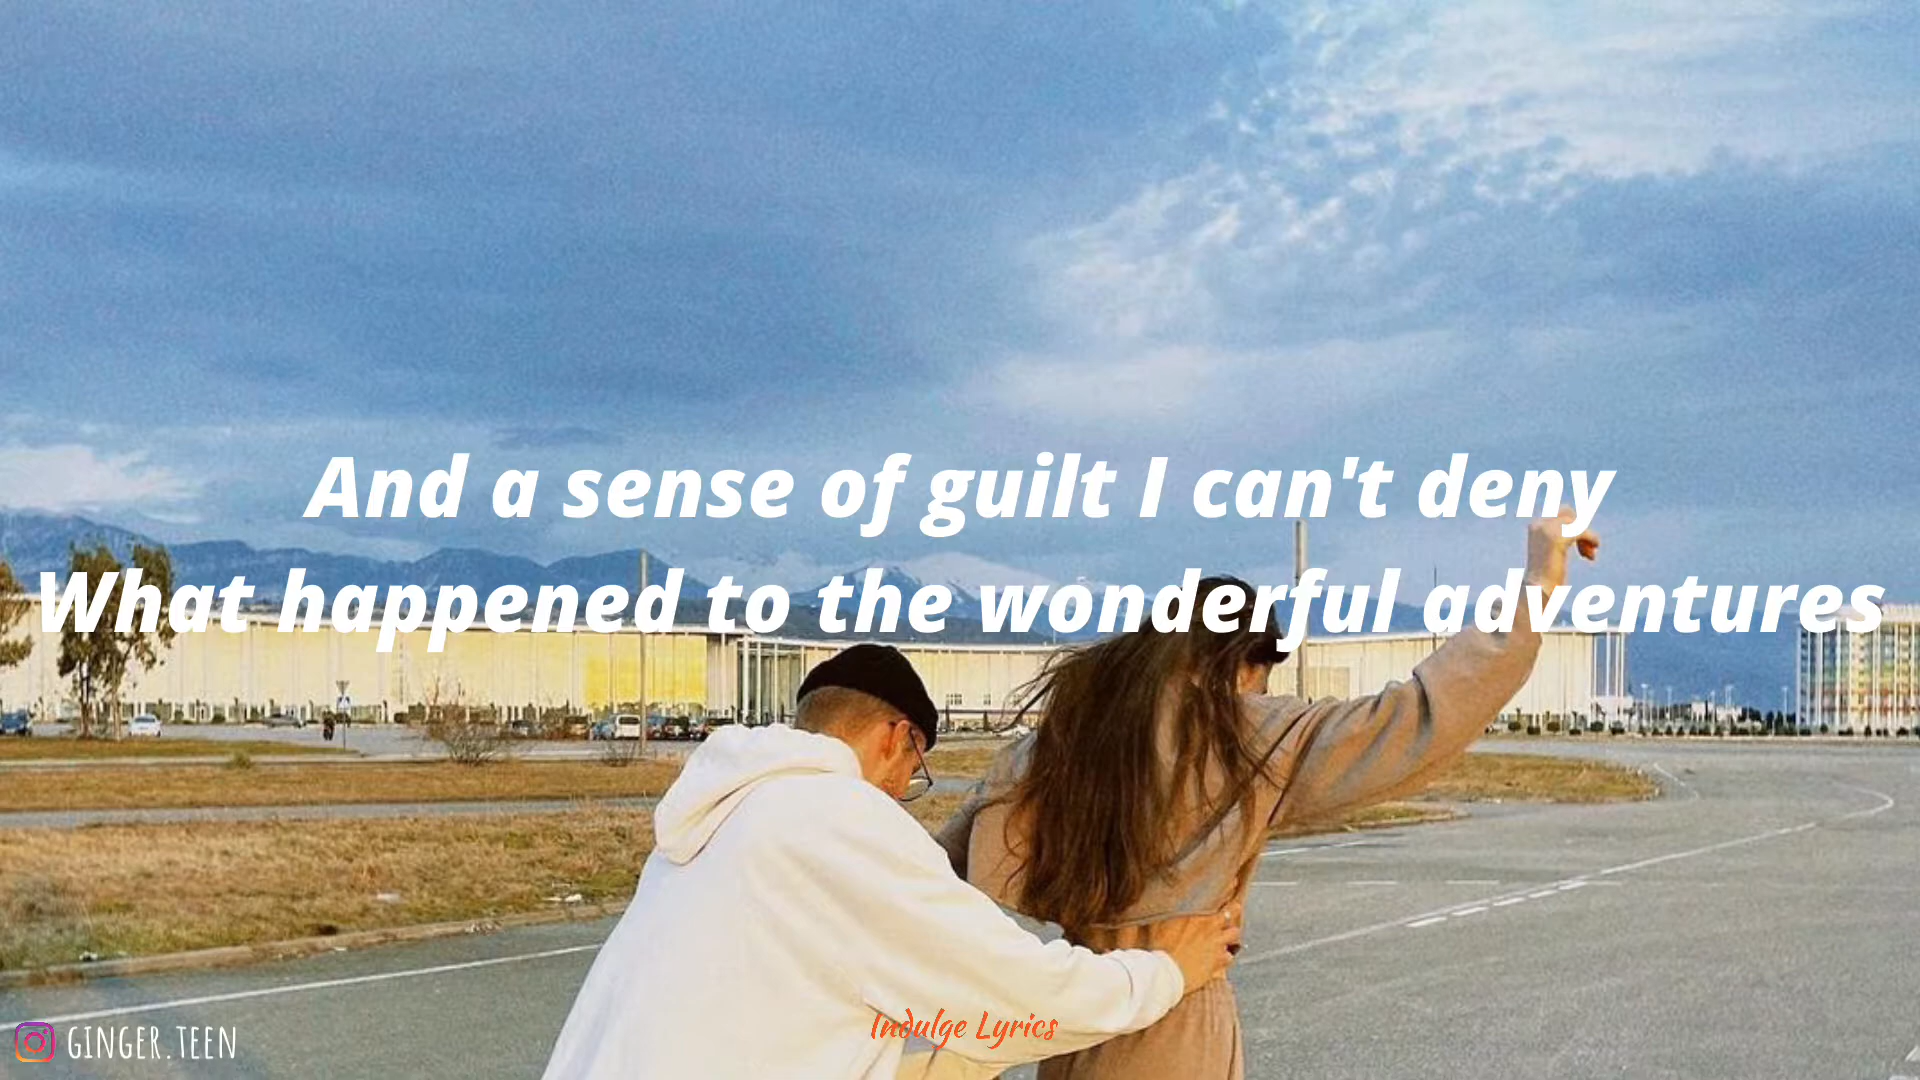 And a sense of guilt I can't deny
What happened to the wonderful adventures
Indulge Lyrics
GINGER.TEEN